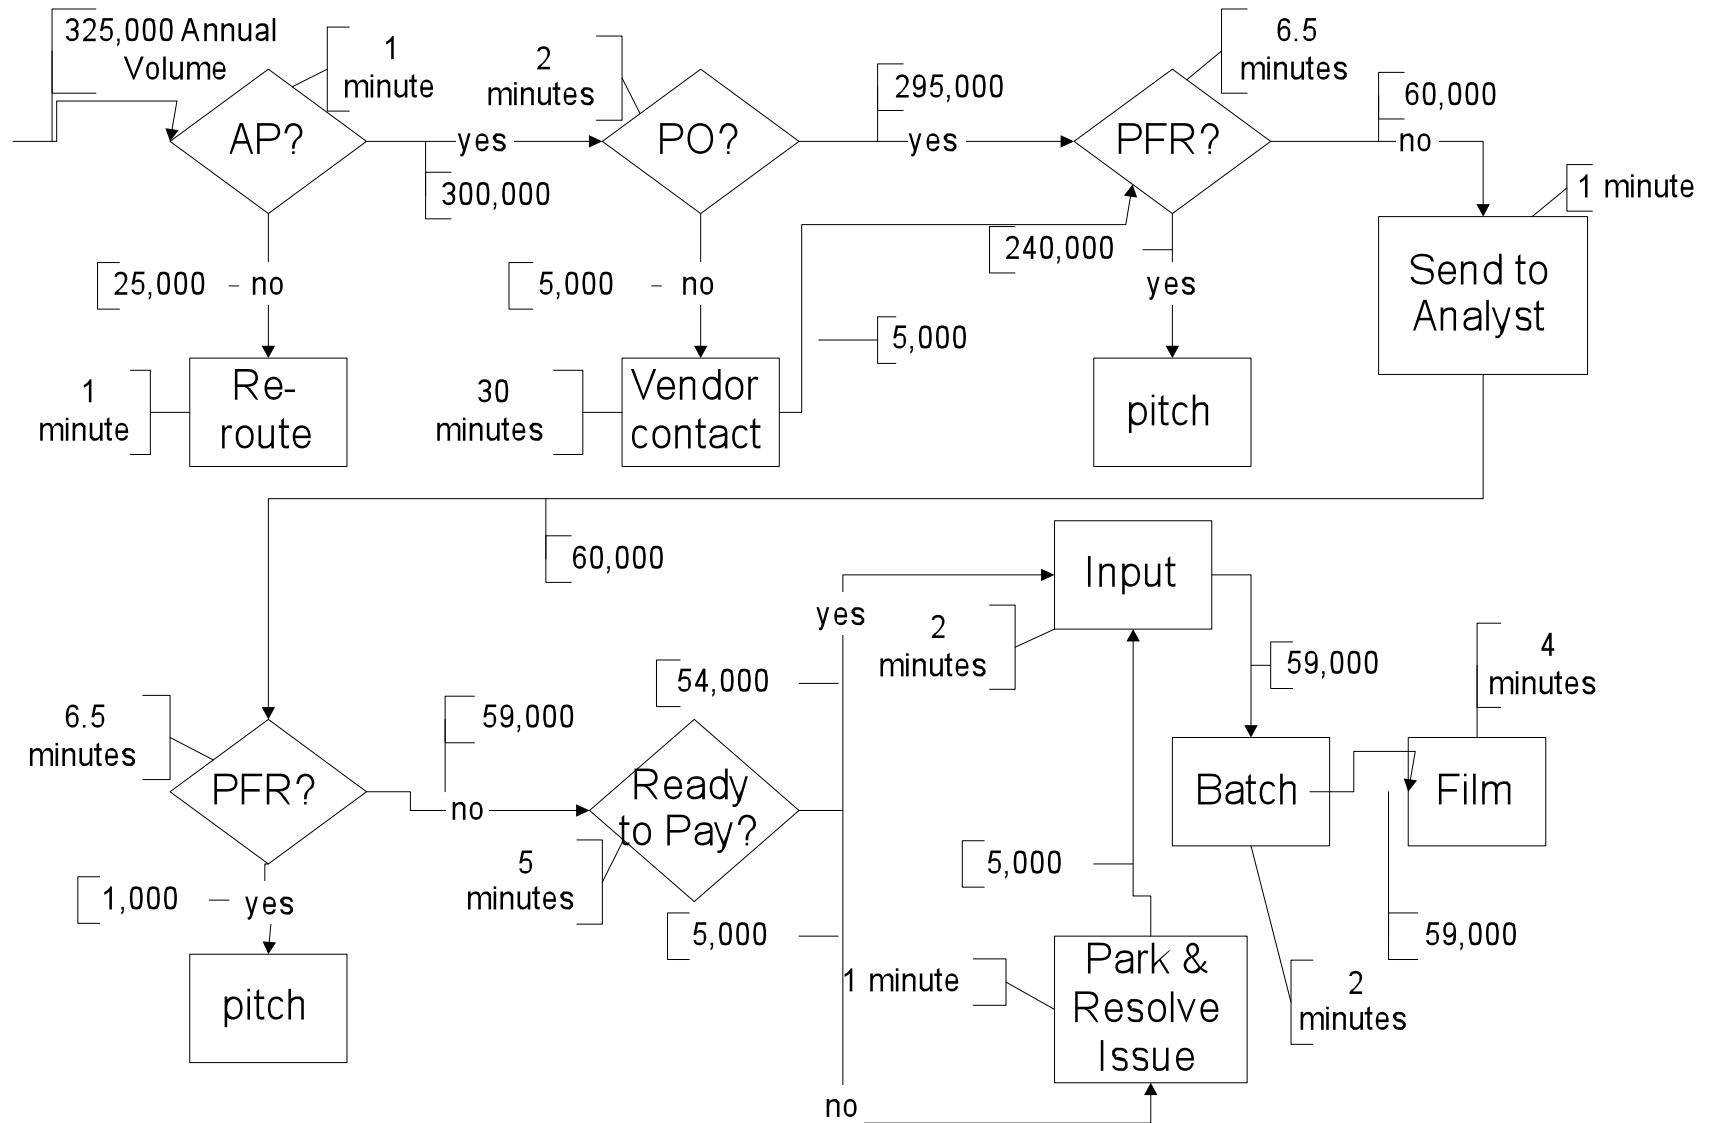 325,000 Annual
Volume
1
minute
2
minutes
6.5
minutes
295,000
60,000
AP?
yes
PO?
yes
PFR?
no
300,000
1 minute
240,000
25,000
no
5,000
no
yes
Send to
Analyst
5,000
1
minute
Re-
route
30
minutes
Vendor
contact
pitch
60,000
Input
yes
2
minutes
59,000
4
minutes
54,000
6.5
minutes
59,000
PFR?
no
Ready
to Pay?
Batch
Film
5
minutes
5,000
1,000
yes
5,000
59,000
pitch
1 minute
Park &
Resolve
Issue
2
minutes
no